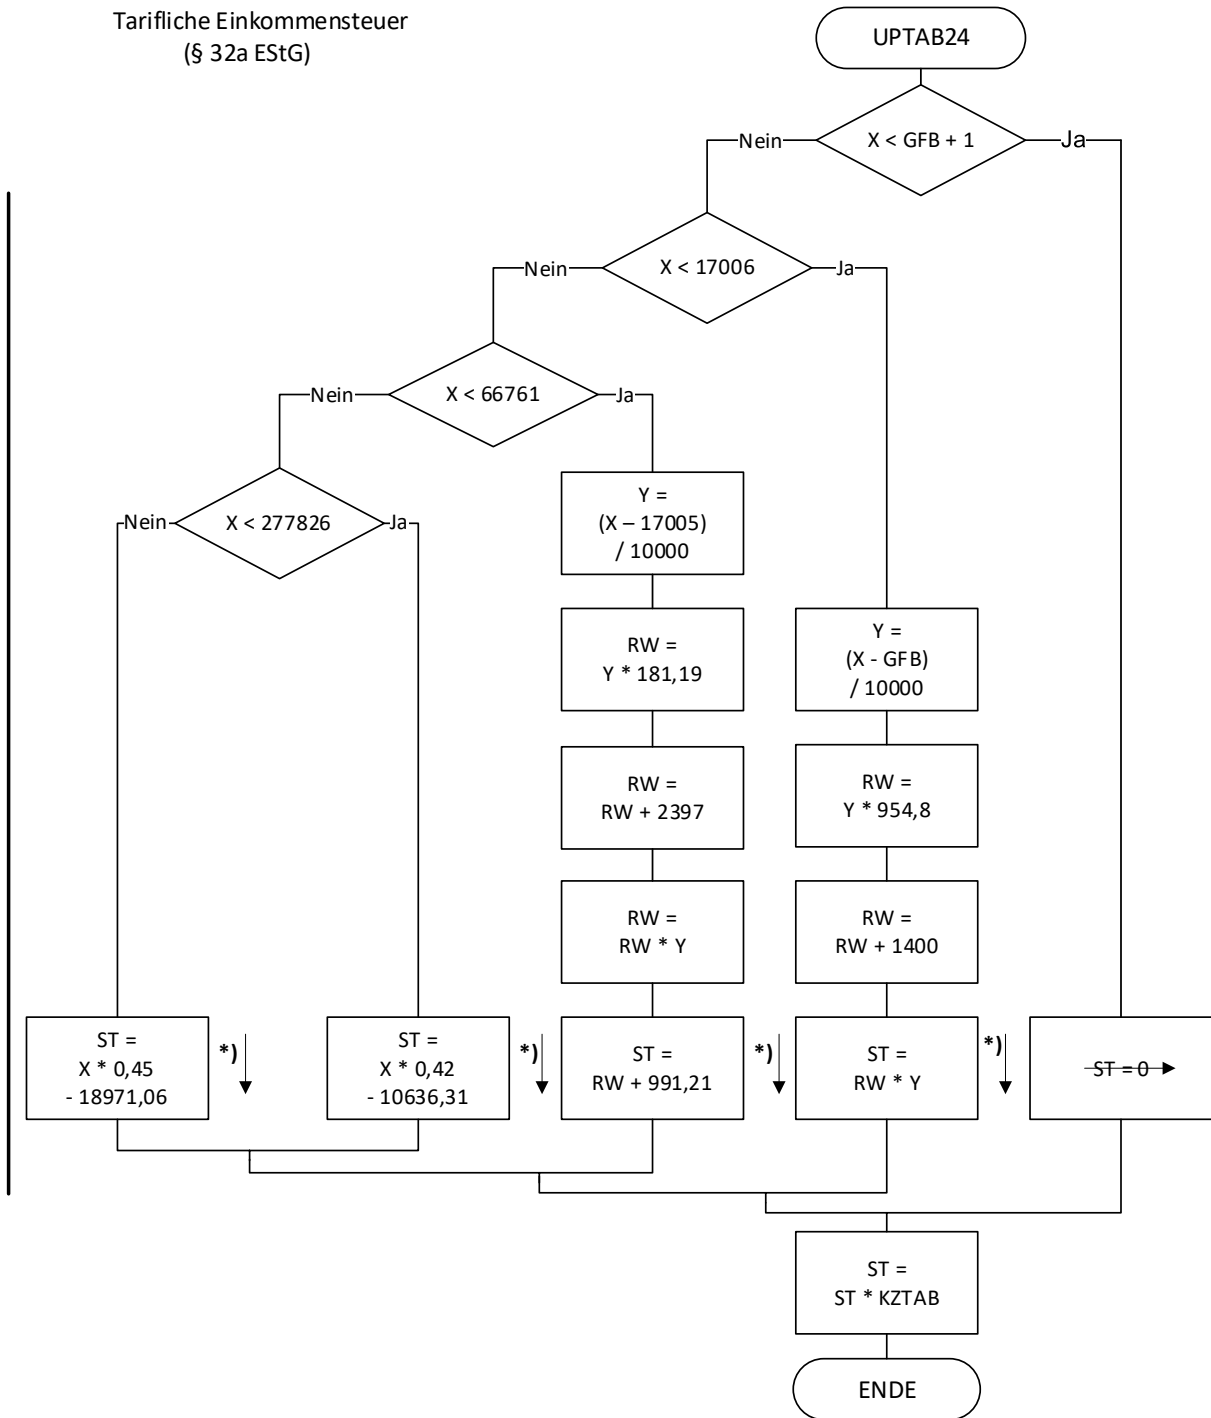 Tarifliche Einkommensteuer
(§ 32a EStG)
UPTAB24
X < GFB + 1
Nein
Ja
X < 17006
Nein
Ja
X < 66761
Nein
Ja
X < 277826
Nein
Ja
Y =
(X – 17005)
/ 10000
RW =
Y * 181,19
RW =
RW + 2397
RW =
RW * Y
Y =
(X - GFB)
/ 10000
RW =
Y * 954,8
RW =
RW + 1400
ST =
X * 0,45
- 18971,06
*)
ST =
X * 0,42
- 10636,31
*)
ST =
RW + 991,21
*)
ST =
RW * Y
*)
ST = 0
ST =
ST * KZTAB
ENDE